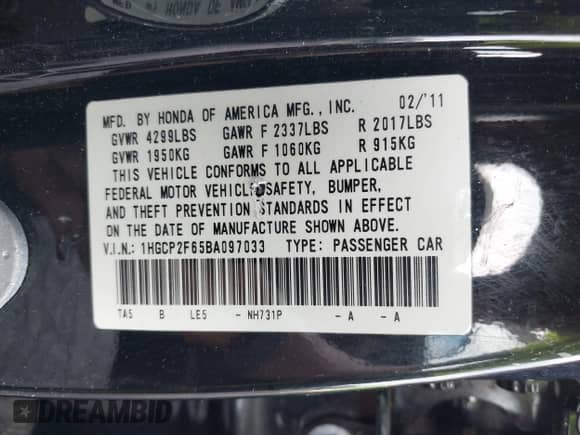 MFD. BY HONDA OF AMERICA MFG., INC. 02/'11
GVWR 4299LBS GAWR F 2337LBS R 2017LBS
GVWR 1950KG GAWR F 1060KG R 915KG
THIS VEHICLE CONFORMS TO ALL APPLICABLE
FEDERAL MOTOR VEHICLE SAFETY, BUMPER,
AND THEFT PREVENTION STANDARDS IN EFFECT
ON THE DATE OF MANUFACTURE SHOWN ABOVE.
V.I.N.: 1HGCP2F65BA097033 TYPE: PASSENGER CAR
TA5 B LE5 - NH731P - A - A
DREAMBID